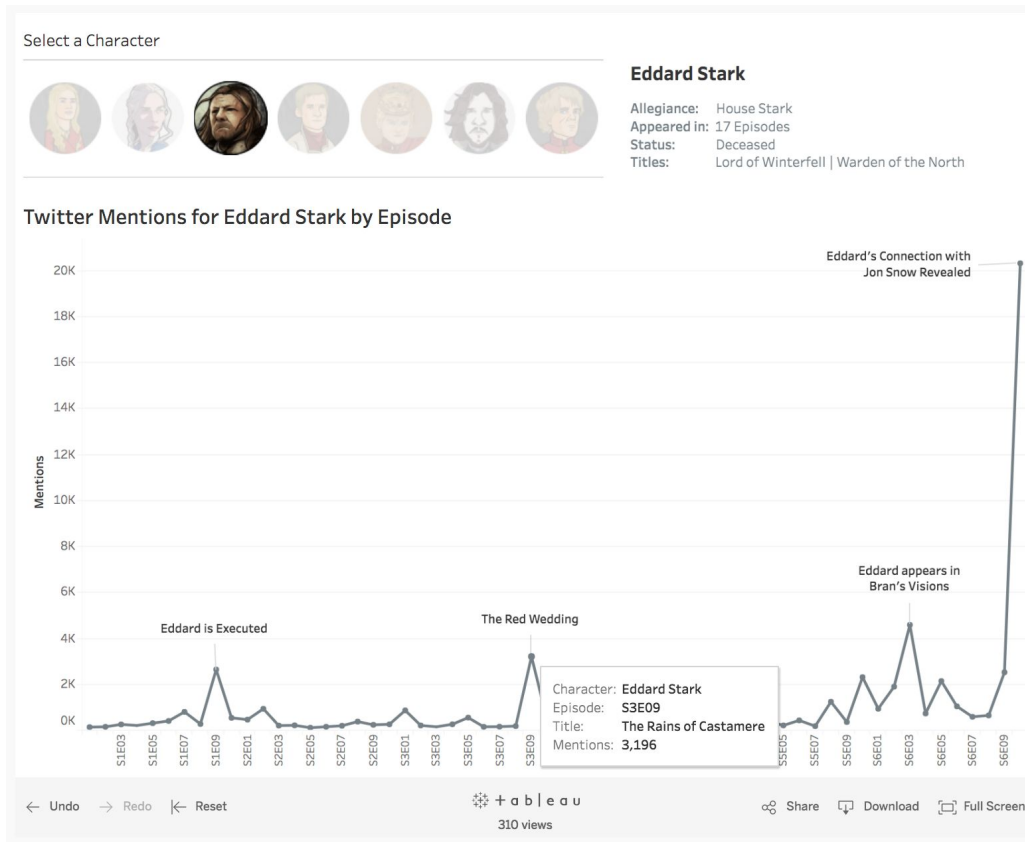 Select a Character
Eddard Stark
Allegiance: House Stark
Appeared in: 17 Episodes
Status: Deceased
Titles: Lord of Winterfell | Warden of the North
Twitter Mentions for Eddard Stark by Episode
Eddard's Connection with
Jon Snow Revealed
20K
18K
16K
14K
12K
10K
8K
6K
4K
2K
0K
Mentions
Eddard appears in
Bran's Visions
The Red Wedding
Eddard is Executed
Character: Eddard Stark
Episode: S3E09
Title: The Rains of Castamere
Mentions: 3,196
S1E03
S1E05
S1E07
S1E09
S2E01
S2E03
S2E05
S2E07
S2E09
S3E01
S3E03
S3E05
S3E07
S3E09
S5E05
S5E07
S5E09
S6E01
S6E03
S6E05
S6E07
S6E09
← Undo → Redo |← Reset
+ a b | e a u
310 views
Share Download Full Screen